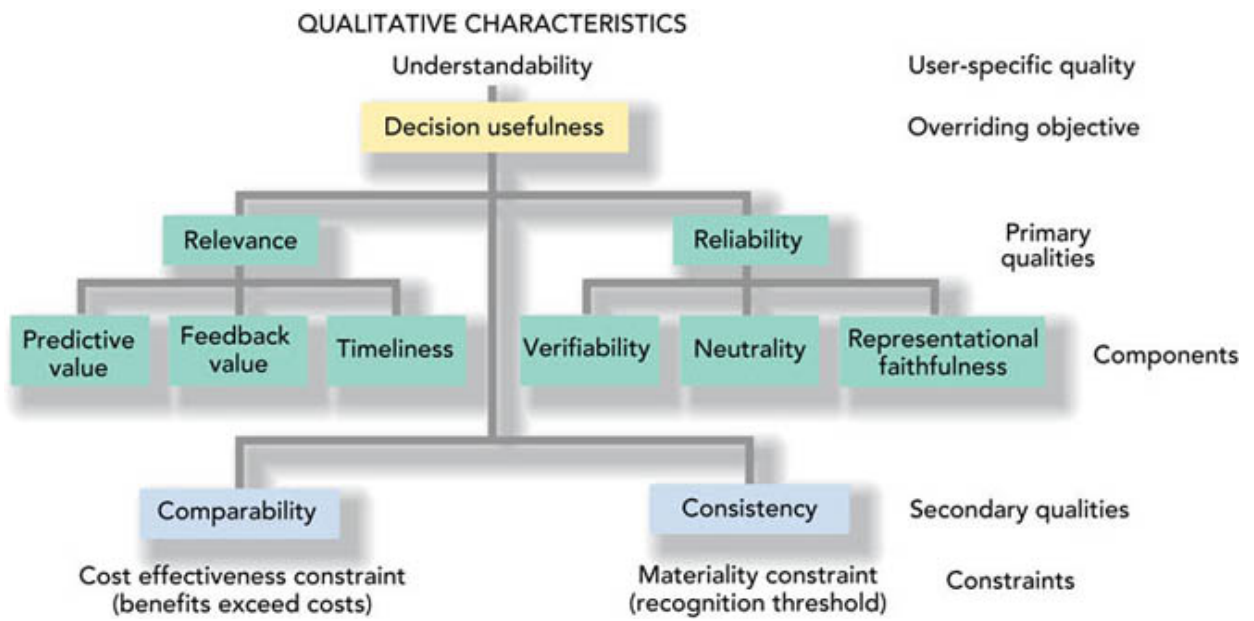 QUALITATIVE CHARACTERISTICS
Understandability
User-specific quality
Decision usefulness
Overriding objective
Relevance
Reliability
Primary
qualities
Predictive
value
Feedback
value
Timeliness
Verifiability
Neutrality
Representational
faithfulness
Components
Comparability
Consistency
Secondary qualities
Cost effectiveness constraint
(benefits exceed costs)
Materiality constraint
(recognition threshold)
Constraints